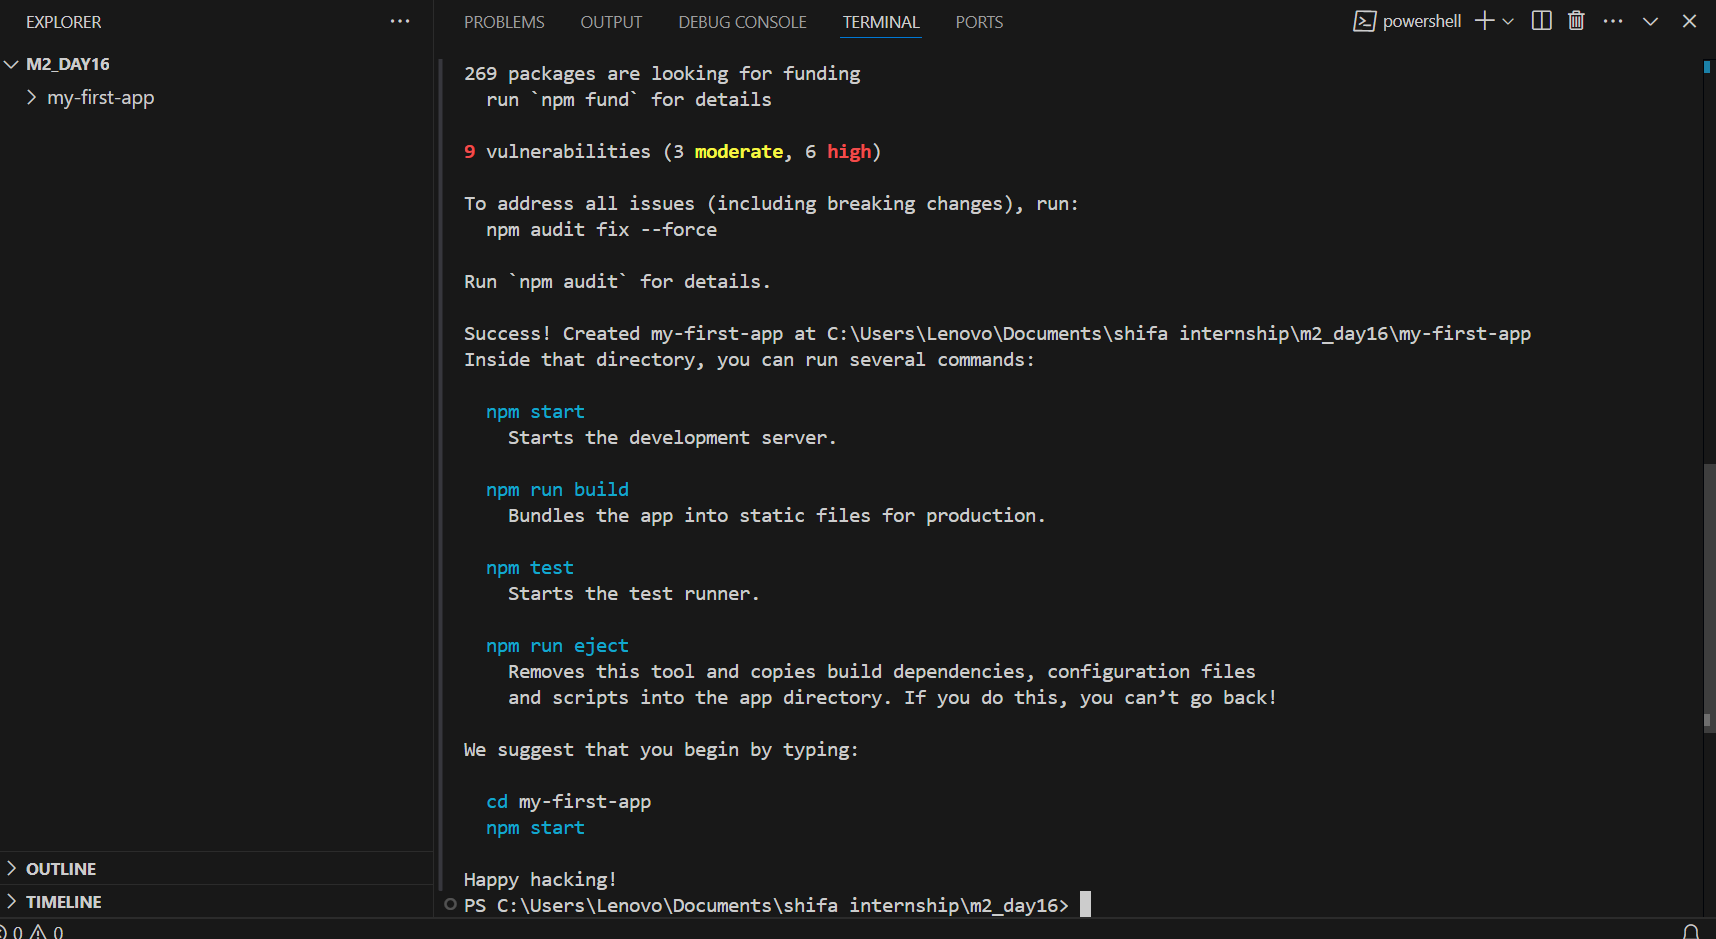 EXPLORER
M2_DAY16
my-first-app
OUTLINE
TIMELINE
0 0
PROBLEMS OUTPUT DEBUG CONSOLE TERMINAL PORTS
powershell
269 packages are looking for funding
run `npm fund` for details
9 vulnerabilities (3 moderate, 6 high)
To address all issues (including breaking changes), run:
npm audit fix --force
Run `npm audit` for details.
Success! Created my-first-app at C:\Users\Lenovo\Documents\shifa internship\m2_day16\my-first-app
Inside that directory, you can run several commands:
npm start
Starts the development server.
npm run build
Bundles the app into static files for production.
npm test
Starts the test runner.
npm run eject
Removes this tool and copies build dependencies, configuration files
and scripts into the app directory. If you do this, you can’t go back!
We suggest that you begin by typing:
cd my-first-app
npm start
Happy hacking!
PS C:\Users\Lenovo\Documents\shifa internship\m2_day16>